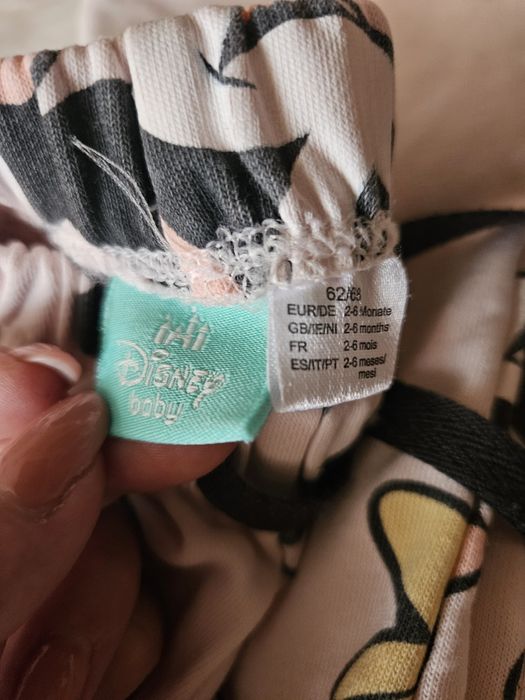 Disney
baby
62/68
EUR/DE 2-6 Monate
GB/IE/NI 2-6 months
FR 2-6 mois
ES/IT/PT 2-6 meses/
mesi